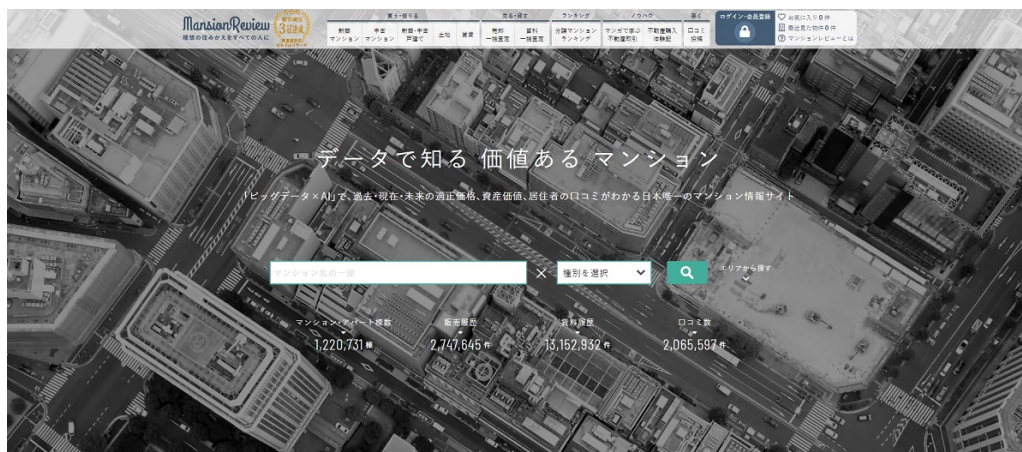 MansionReview
理想の住みかえをすべての人に
3冠達成
買う・借りる
新築マンション
中古マンション
新築・中古戸建て
土地
賃貸
売る・貸す
売却一括査定
賃料一括査定
ランキング
分譲マンションランキング
ノウハウ
マンガで学ぶ不動産取引
不動産購入体験記
書く
口コミ投稿
ログイン・会員登録
お気に入り0件
最近見た物件0件
マンションレビューとは
データで知る 価値ある マンション
「ビッグデータ×AI」で、過去・現在・未来の適正価格、資産価値、居住者の口コミがわかる日本唯一のマンション情報サイト
マンション名の一部
種別を選択
エリアから探す
マンション・アパート棟数
1,220,731棟
販売履歴
2,747,645件
賃料履歴
13,152,932件
口コミ数
2,065,597件